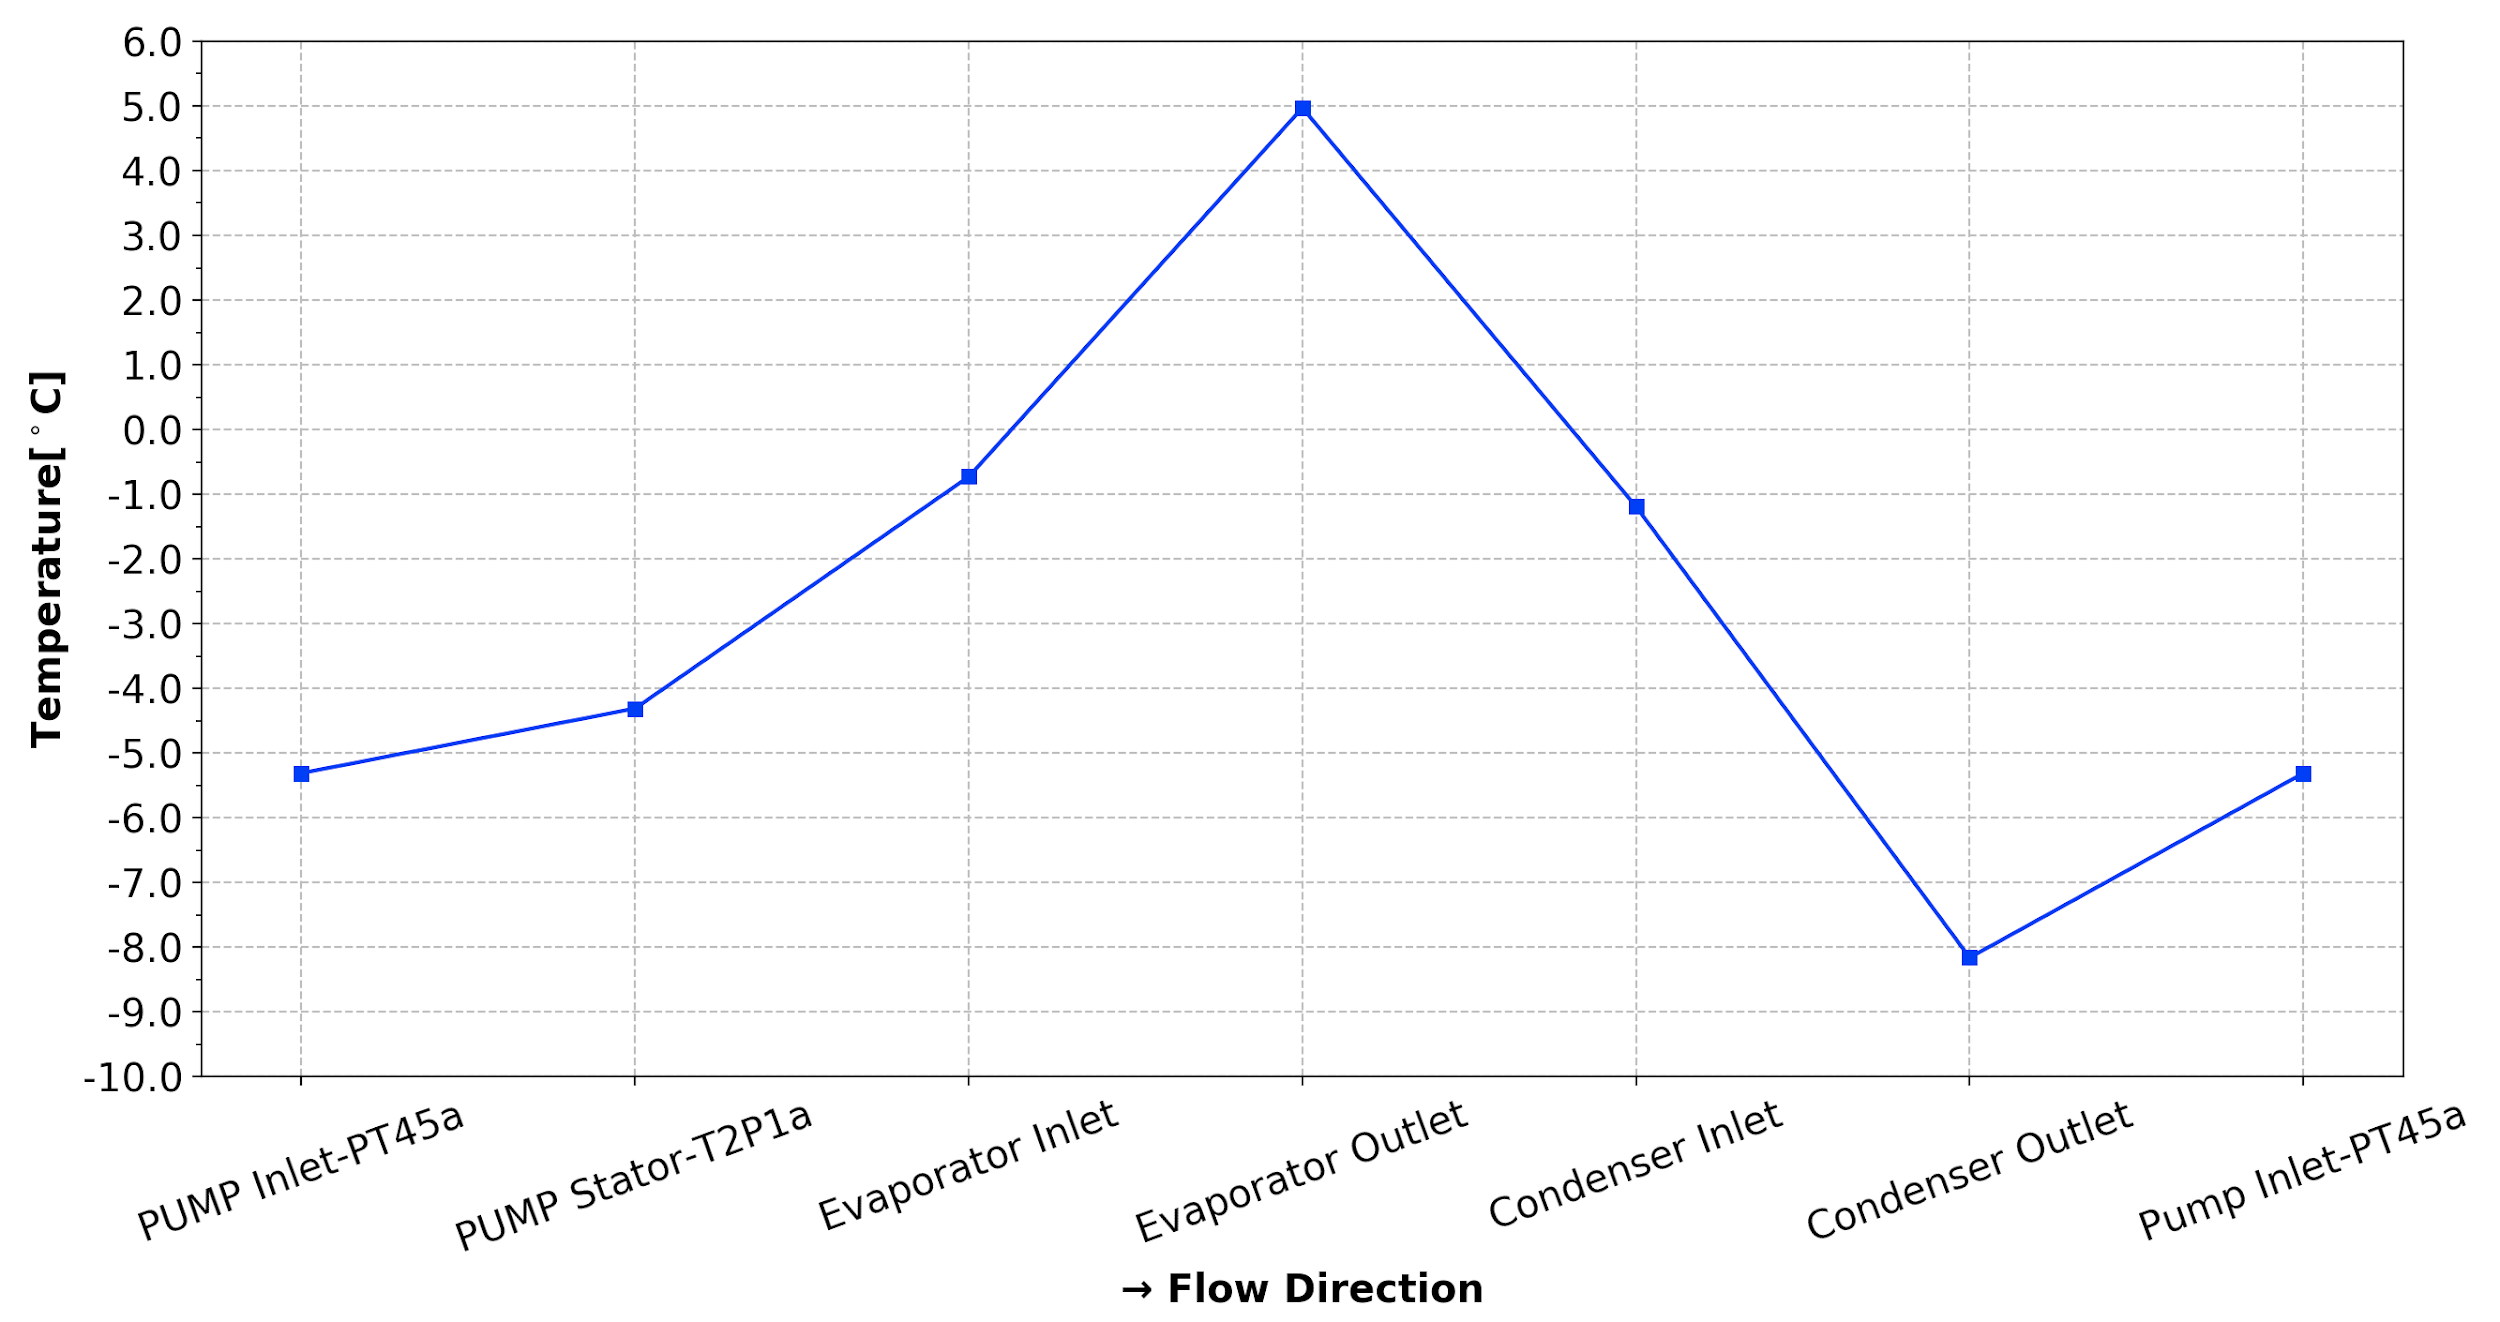 6.0
5.0
4.0
3.0
2.0
1.0
0.0
-1.0
-2.0
-3.0
-4.0
-5.0
-6.0
-7.0
-8.0
-9.0
-10.0
Temperature[°C]
PUMP Inlet-PT45a
PUMP Stator-T2P1a
Evaporator Inlet
Evaporator Outlet
Condenser Inlet
Condenser Outlet
Pump Inlet-PT45a
→ Flow Direction